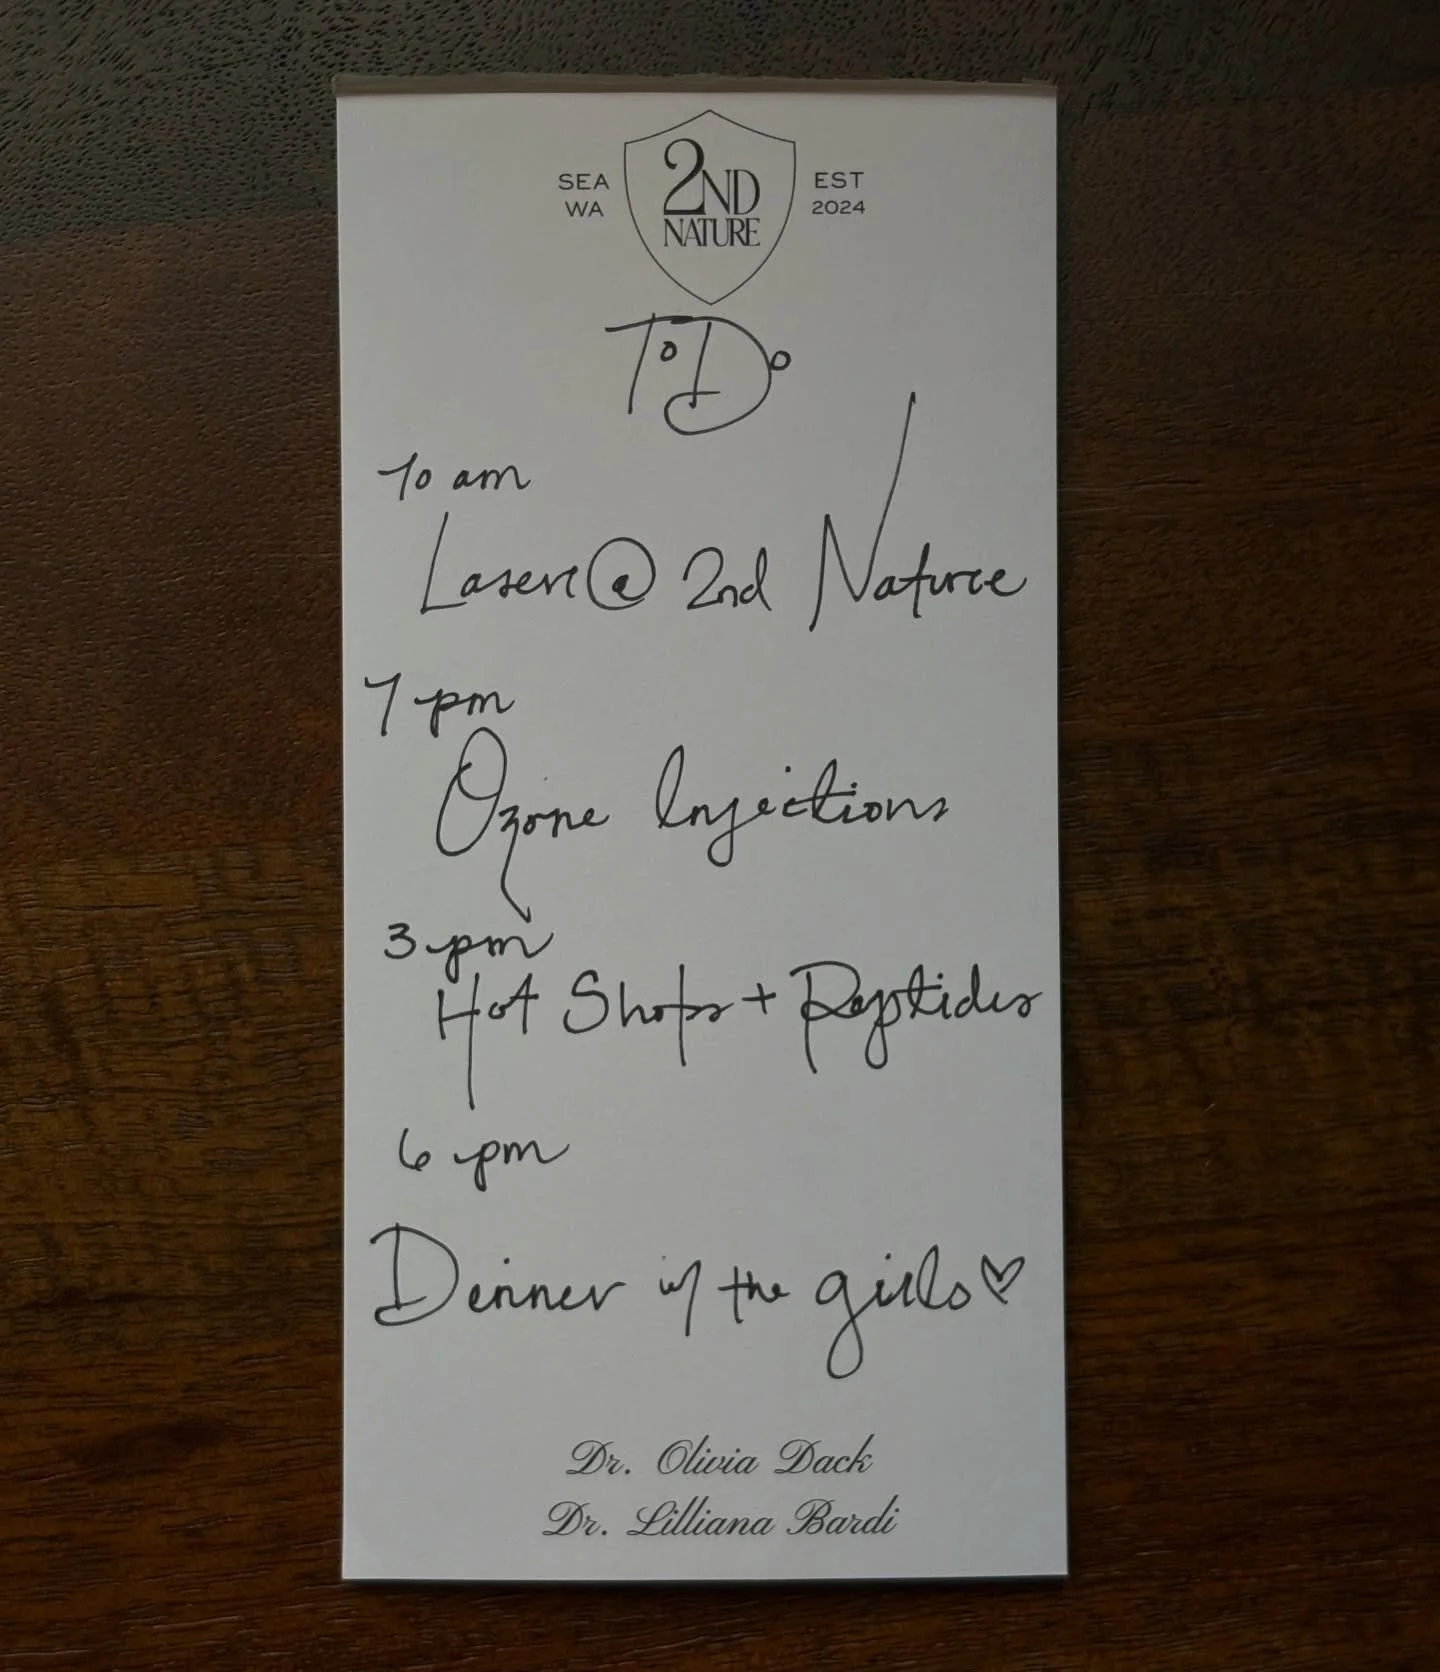 SEA WA
2ND NATURE
EST 2024
To Do
10 am
Laser @ 2nd Nature
1 pm
Ozone Injections
3 pm
Hot Shots + Peptides
6 pm
Dinner w/ the girls ♡
Dr. Olivia Dack
Dr. Lilliana Bardi